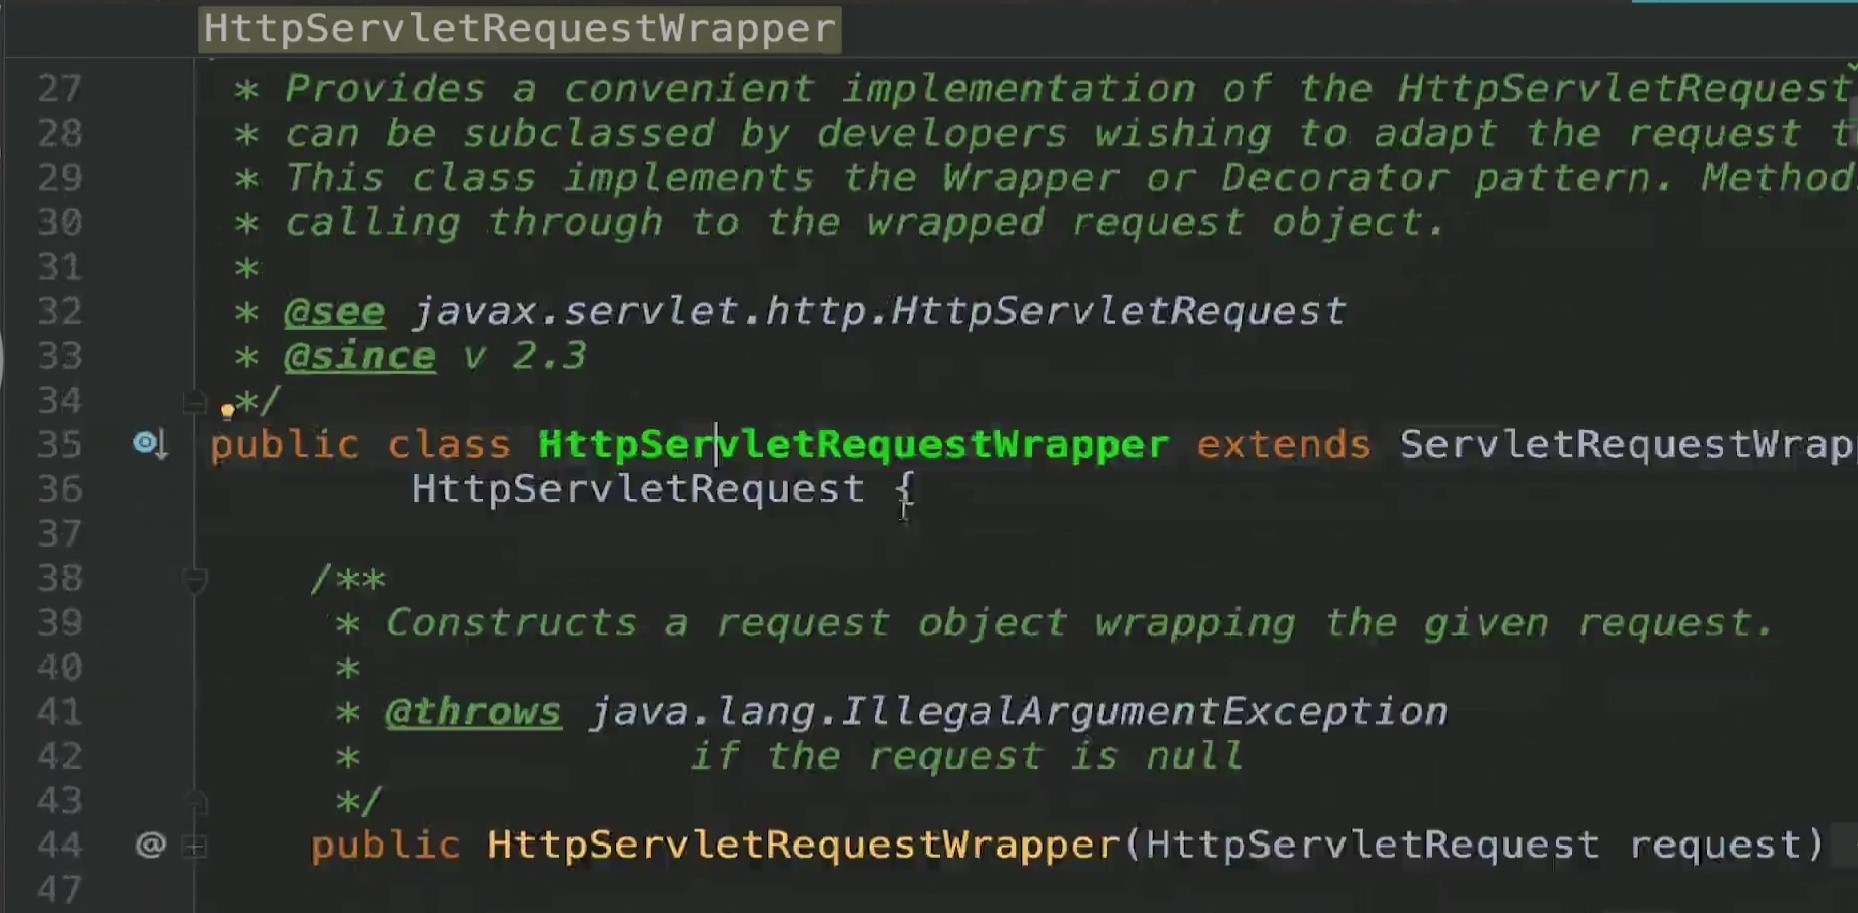 HttpServletRequestWrapper
27 * Provides a convenient implementation of the HttpServletRequest
28 * can be subclassed by developers wishing to adapt the request t
29 * This class implements the Wrapper or Decorator pattern. Method
30 * calling through to the wrapped request object.
31 *
32 * @see javax.servlet.http.HttpServletRequest
33 * @since v 2.3
34 */
35 public class HttpServletRequestWrapper extends ServletRequestWrapp
36 HttpServletRequest {
37
38 /**
39 * Constructs a request object wrapping the given request.
40 *
41 * @throws java.lang.IllegalArgumentException
42 * if the request is null
43 */
44 @ public HttpServletRequestWrapper(HttpServletRequest request)
47